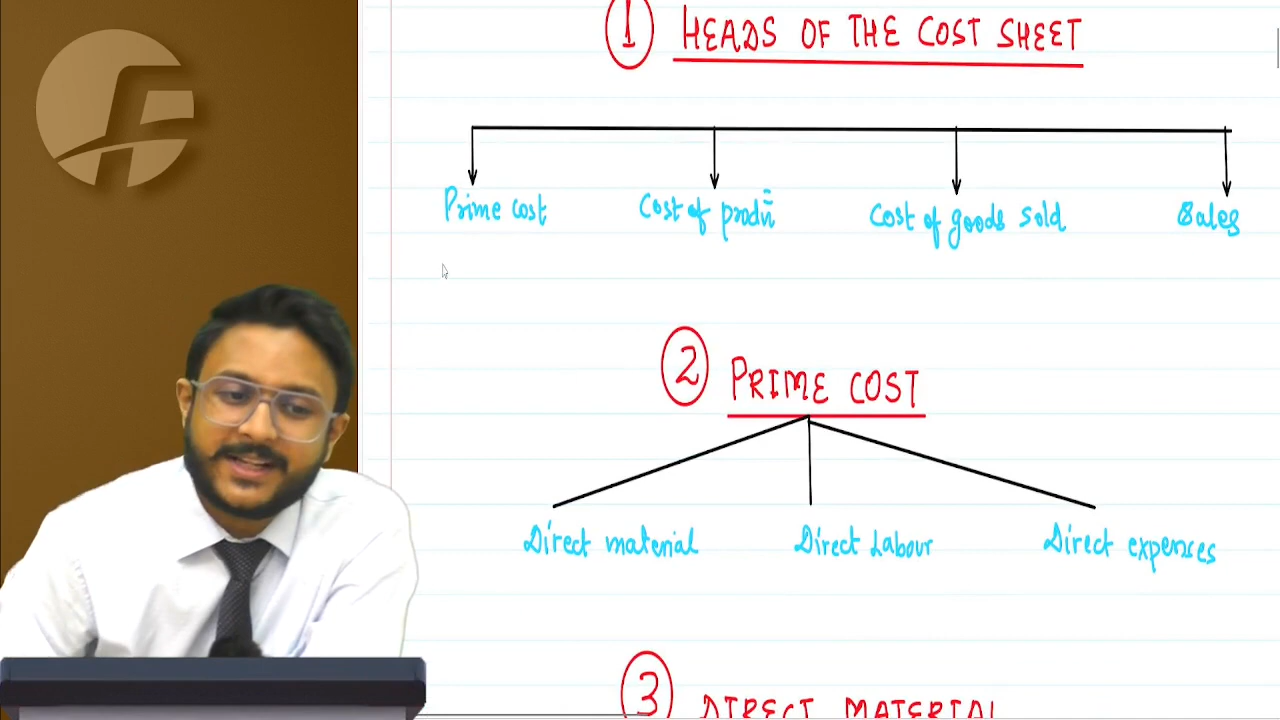 1 HEADS OF THE COST SHEET
Prime cost Cost of produñ Cost of goods sold Sales
2 PRIME COST
Direct material Direct Labour Direct expenses
3 DIRECT MATERIAL